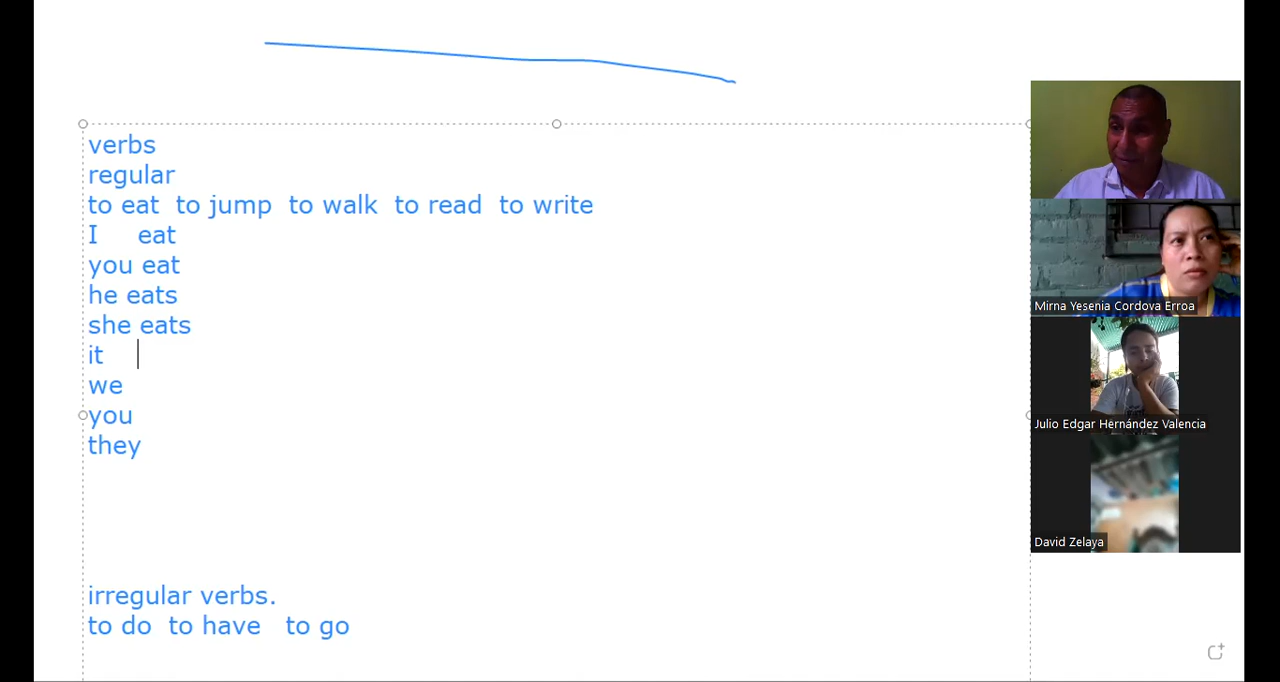 verbs
regular
to eat to jump to walk to read to write
I eat
you eat
he eats
she eats
it
we
you
they
irregular verbs.
to do to have to go
Mirna Yesenia Cordova Erroa
Julio Edgar Hernández Valencia
David Zelaya